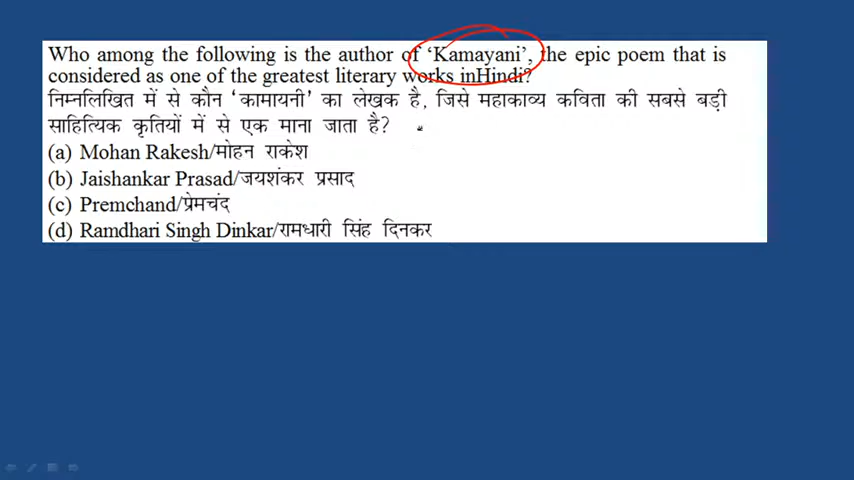 Who among the following is the author of ‘Kamayani’, the epic poem that is
considered as one of the greatest literary works inHindi?
निम्नलिखित में से कौन ‘कामायनी’ का लेखक है, जिसे महाकाव्य कविता की सबसे बड़ी
साहित्यिक कृतियों में से एक माना जाता है?
(a) Mohan Rakesh/मोहन राकेश
(b) Jaishankar Prasad/जयशंकर प्रसाद
(c) Premchand/प्रेमचंद
(d) Ramdhari Singh Dinkar/रामधारी सिंह दिनकर